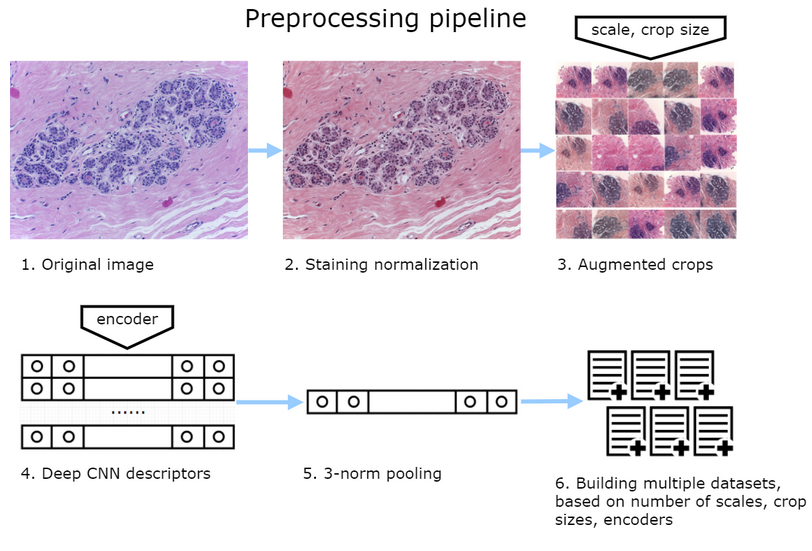 Preprocessing pipeline
scale, crop size
1. Original image
2. Staining normalization
3. Augmented crops
encoder
......
4. Deep CNN descriptors
5. 3-norm pooling
6. Building multiple datasets,
based on number of scales, crop
sizes, encoders